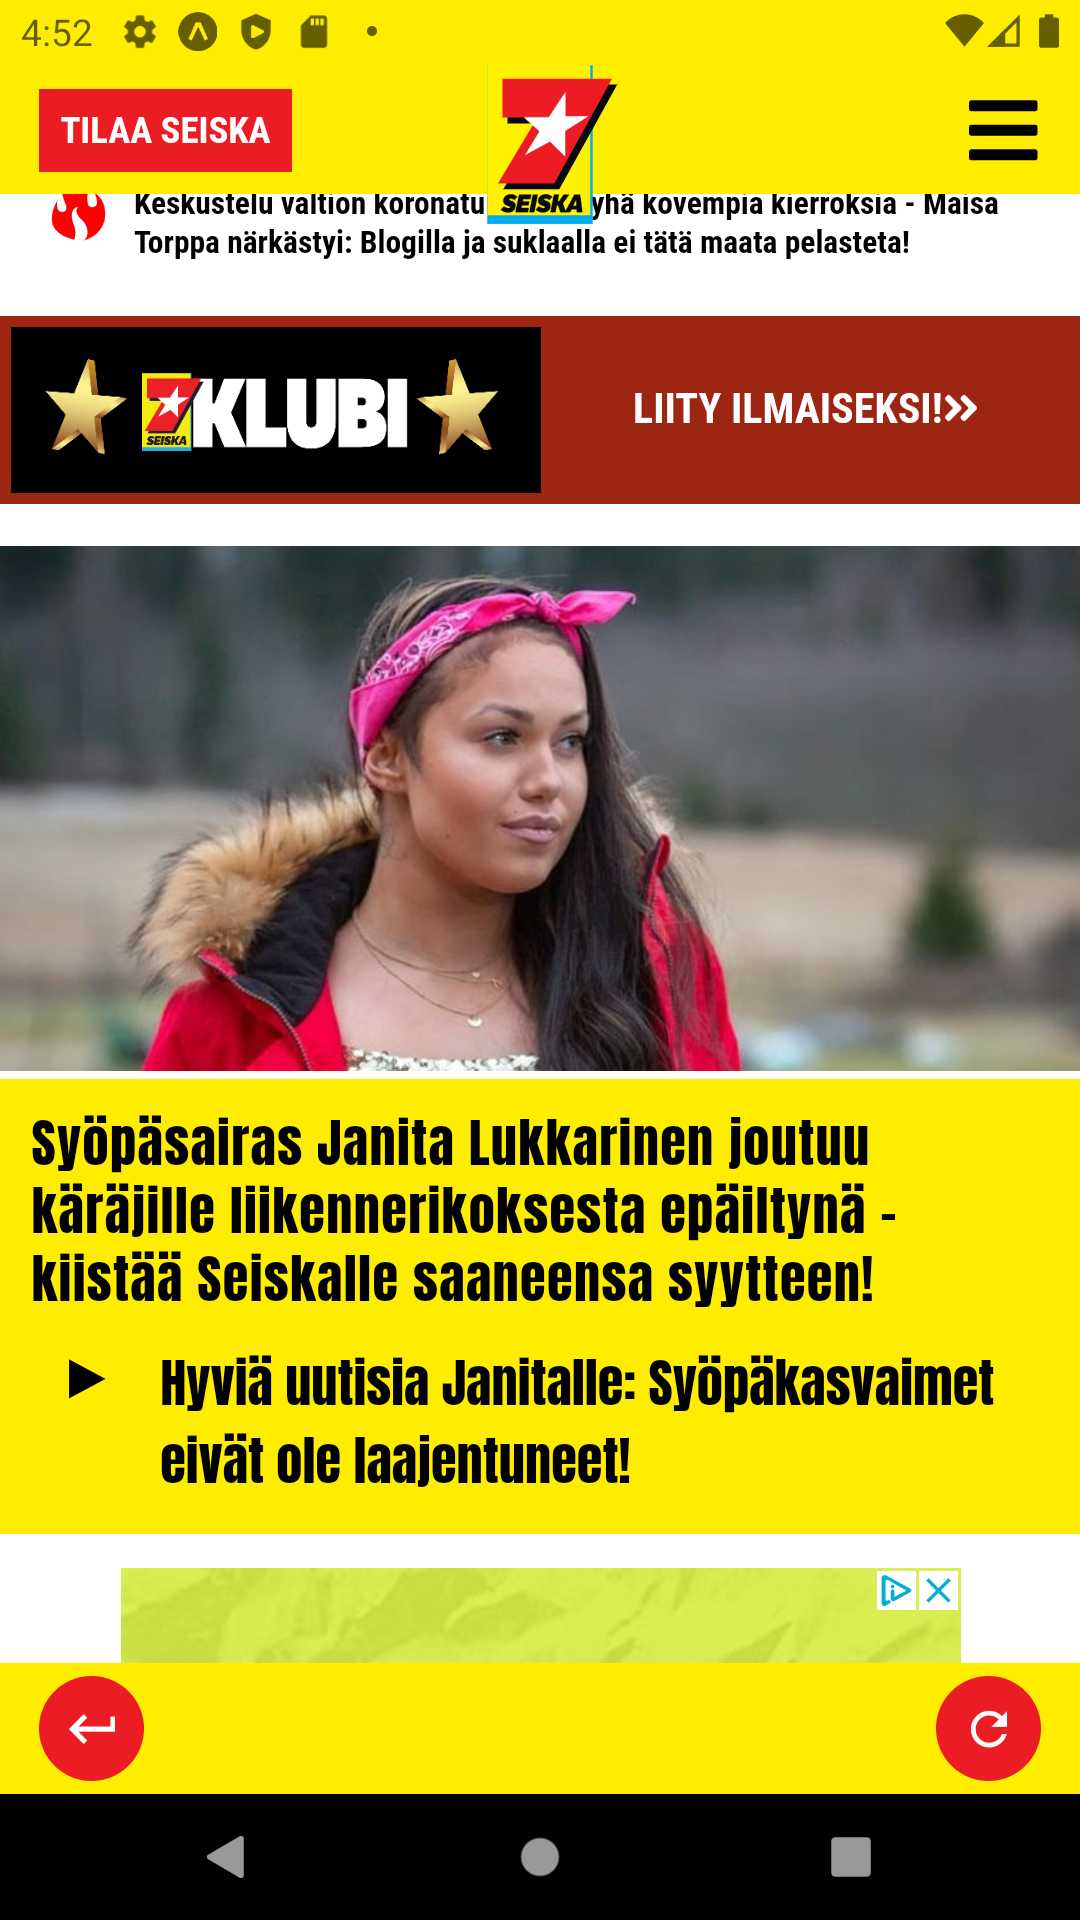 4:52
TILAA SEISKA
7
SEISKA
Keskustelu valtion koronatu yhä kovempia kierroksia - Maisa
Torppa närkästyi: Blogilla ja suklaalla ei tätä maata pelasteta!
7
SEISKA
KLUBI
LIITY ILMAISEKSI!
Syöpäsairas Janita Lukkarinen joutuu
käräjille liikennerikoksesta epäiltynä -
kiistää Seiskalle saaneensa syytteen!
Hyviä uutisia Janitalle: Syöpäkasvaimet
eivät ole laajentuneet!